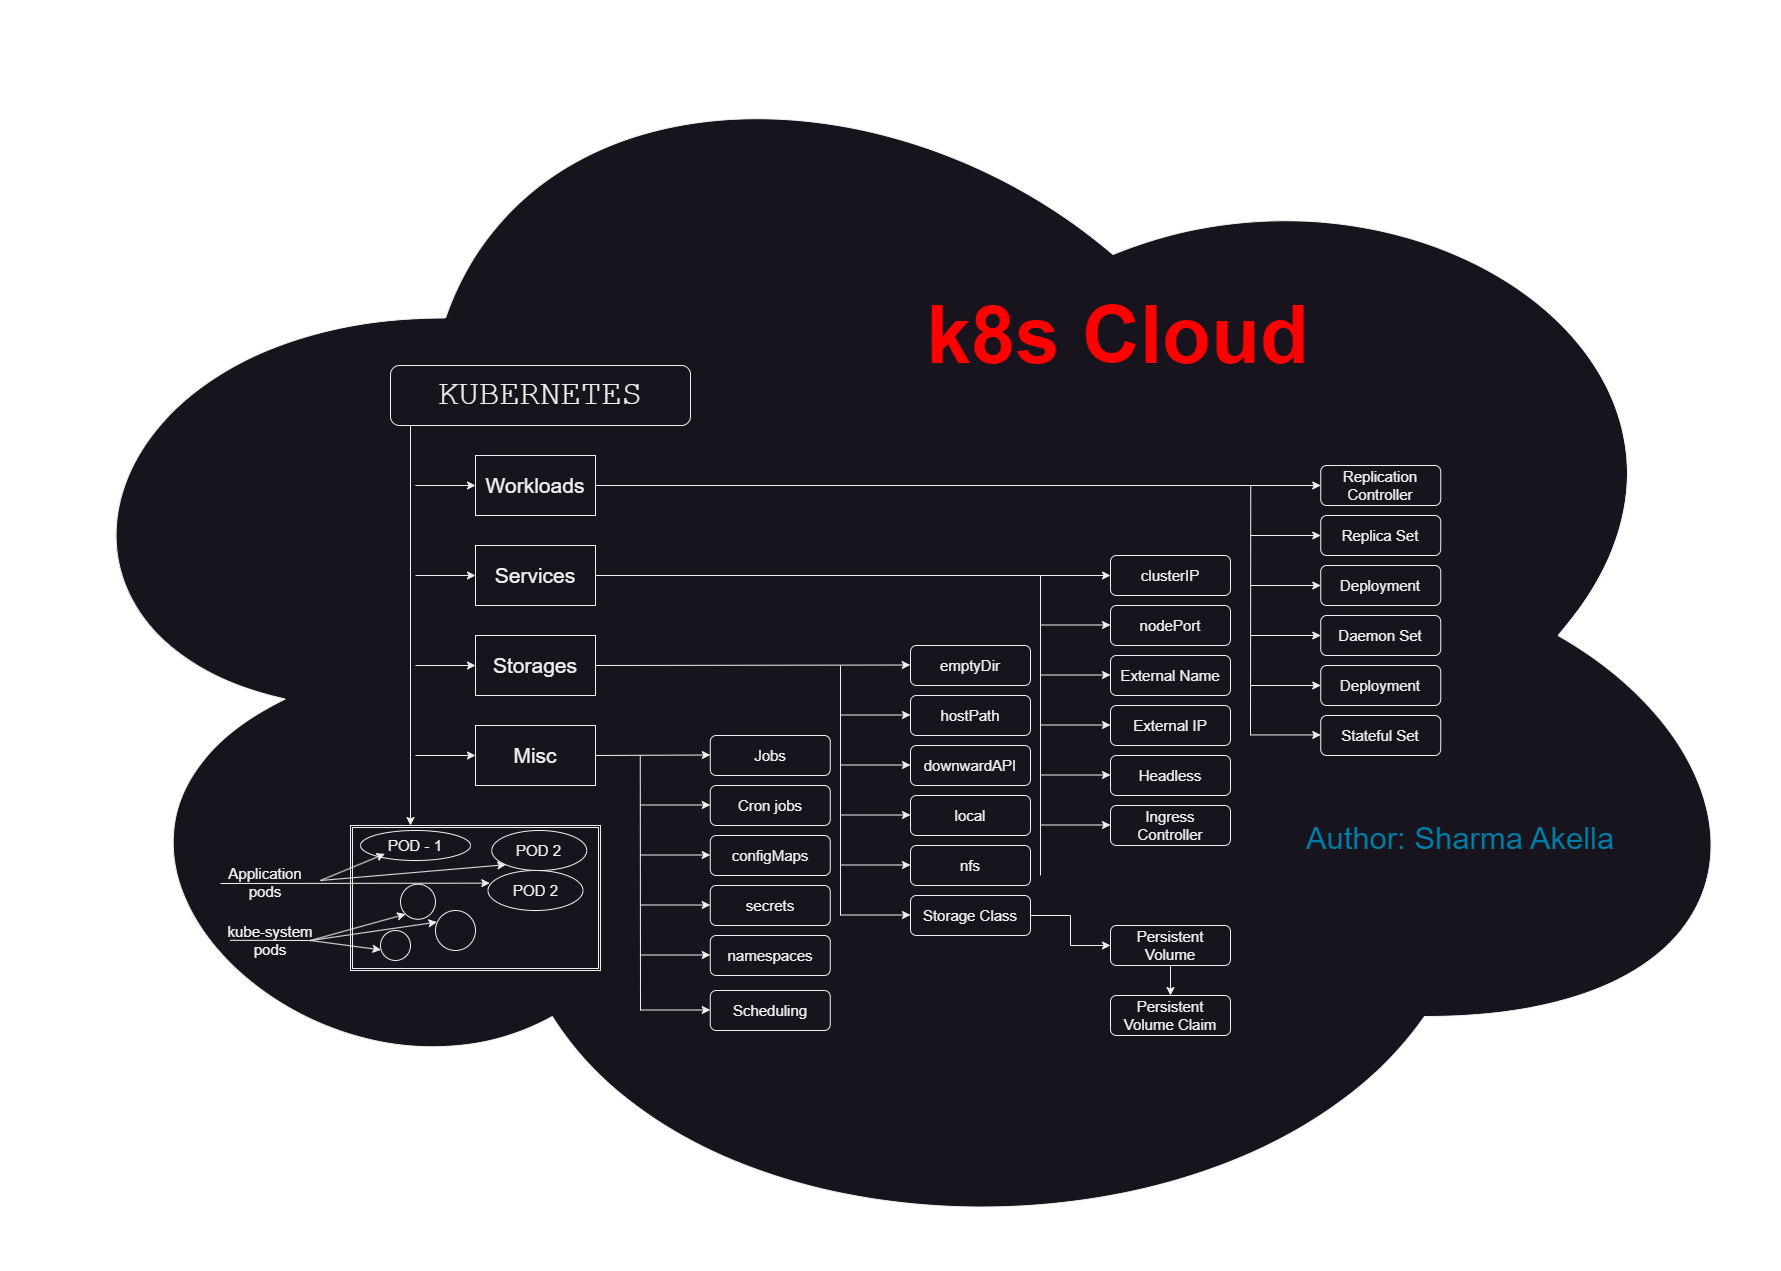 k8s Cloud
KUBERNETES
Workloads
Replication
Controller
Replica Set
Deployment
Daemon Set
Deployment
Stateful Set
Services
clusterIP
nodePort
External Name
External IP
Headless
Ingress
Controller
Storages
emptyDir
hostPath
downwardAPI
local
nfs
Storage Class
Persistent
Volume
Persistent
Volume Claim
Misc
Jobs
Cron jobs
configMaps
secrets
namespaces
Scheduling
POD - 1
POD 2
POD 2
Application
pods
kube-system
pods
Author: Sharma Akella